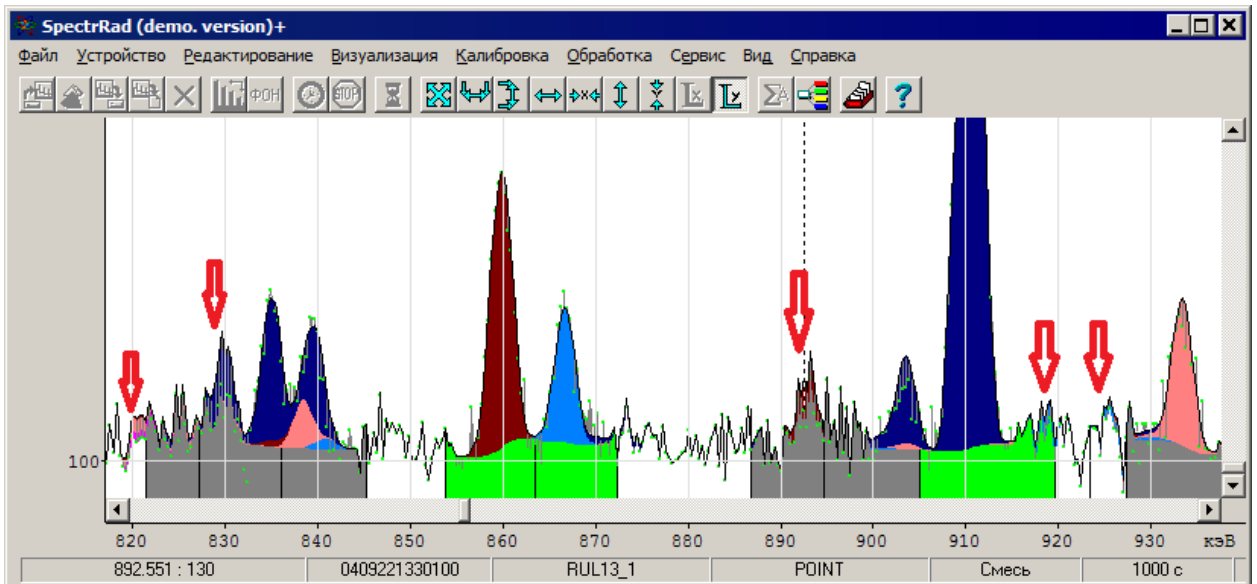 SpectrRad (demo. version)+
Файл Устройство Редактирование Визуализация Калибровка Обработка Сервис Вид Справка
ФОН STOP
100
820 830 840 850 860 870 880 890 900 910 920 930 кэВ
892.551 : 130 0409221330100 RUL13_1 POINT Смесь 1000 с